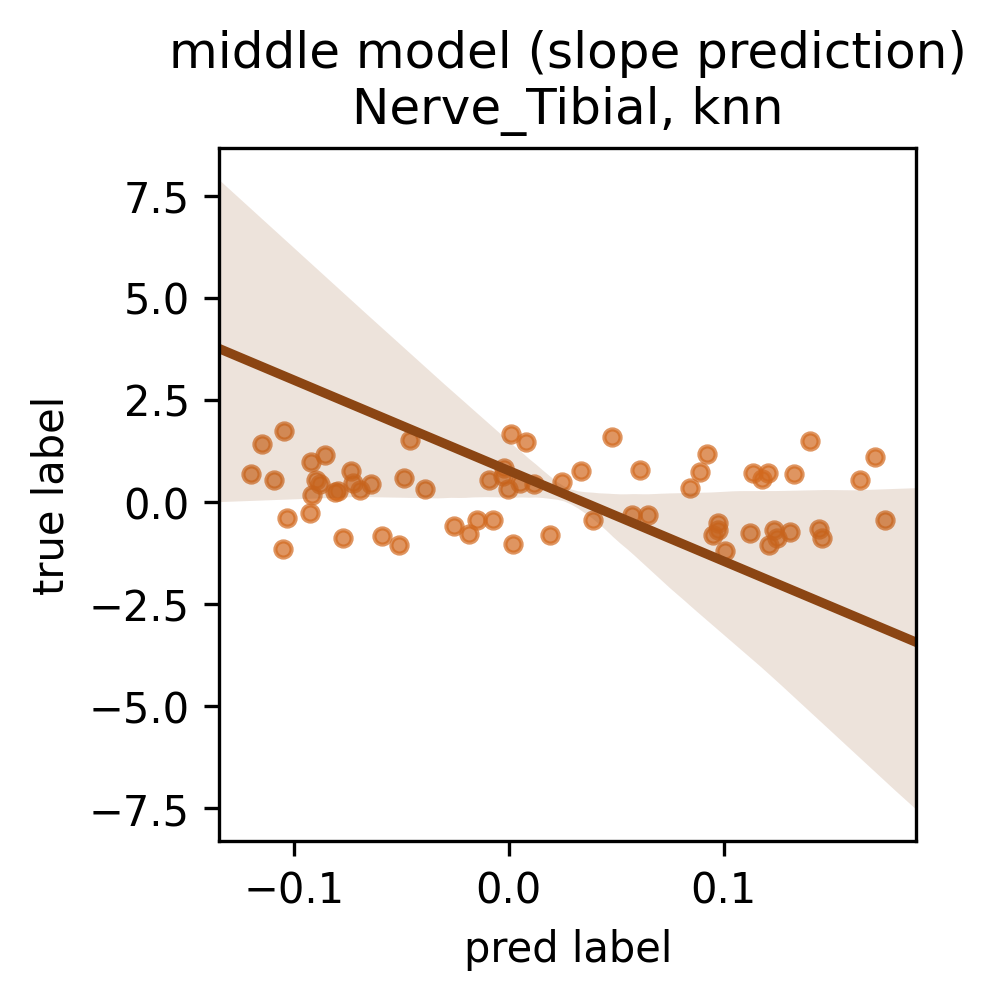 middle model (slope prediction)
Nerve_Tibial, knn
7.5
5.0
2.5
0.0
−2.5
−5.0
−7.5
true label
−0.1
0.0
0.1
pred label